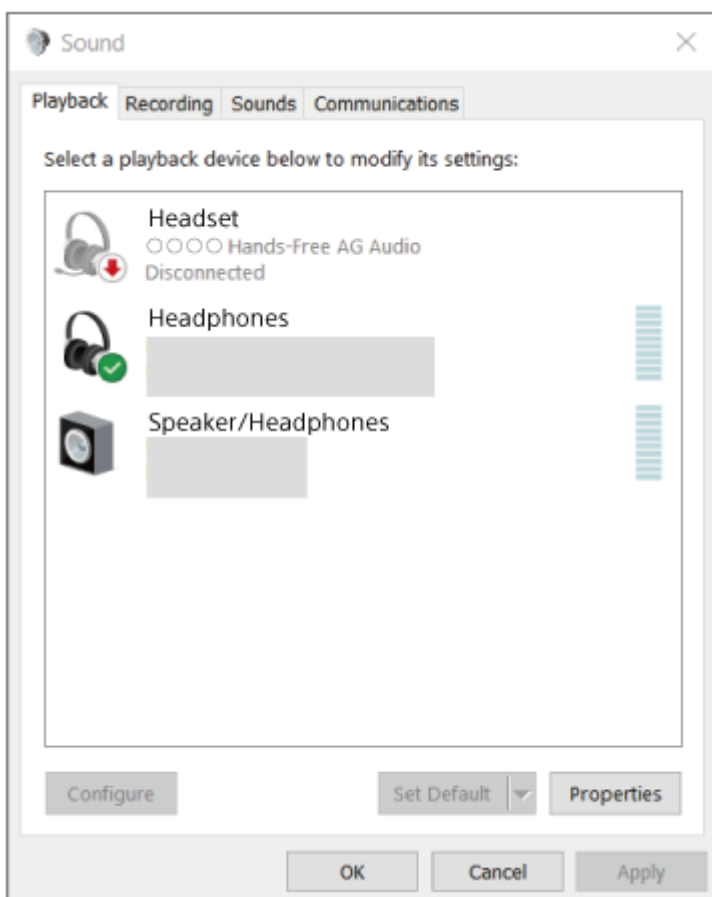 Sound
Playback Recording Sounds Communications
Select a playback device below to modify its settings:
Headset
○○○○ Hands-Free AG Audio
Disconnected
Headphones
Speaker/Headphones
Configure Set Default Properties
OK Cancel Apply